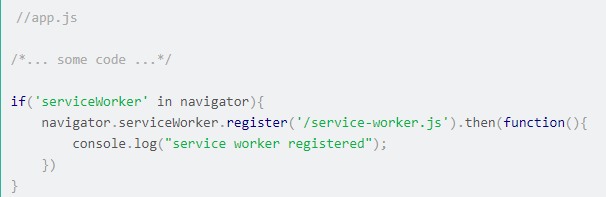 //app.js
/*... some code ...*/
if('serviceWorker' in navigator){
navigator.serviceWorker.register('/service-worker.js').then(function(){
console.log("service worker registered");
})
}